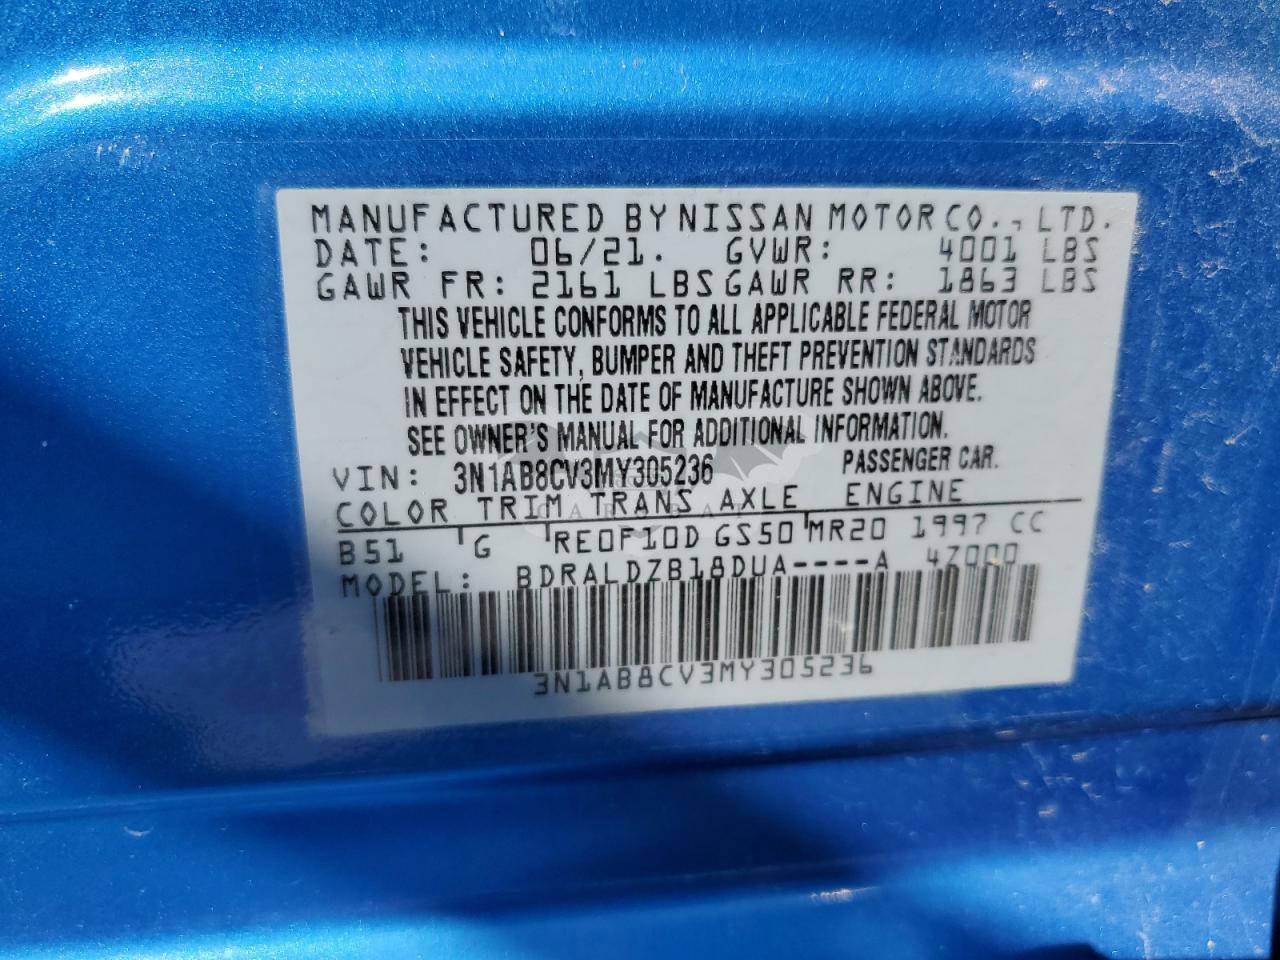 MANUFACTURED BY NISSAN MOTOR CO., LTD.
DATE: 06/21. GVWR: 4001 LBS
GAWR FR: 2161 LBS GAWR RR: 1863 LBS
THIS VEHICLE CONFORMS TO ALL APPLICABLE FEDERAL MOTOR
VEHICLE SAFETY, BUMPER AND THEFT PREVENTION STANDARDS
IN EFFECT ON THE DATE OF MANUFACTURE SHOWN ABOVE.
SEE OWNER'S MANUAL FOR ADDITIONAL INFORMATION.
VIN: 3N1AB8CV3MY305236 PASSENGER CAR.
COLOR TRIM TRANS AXLE ENGINE
B51 G RE0F10D GS50 MR20 1997 CC
MODEL: BDRALDZB18DUA----A 4Z000
3N1AB8CV3MY305236